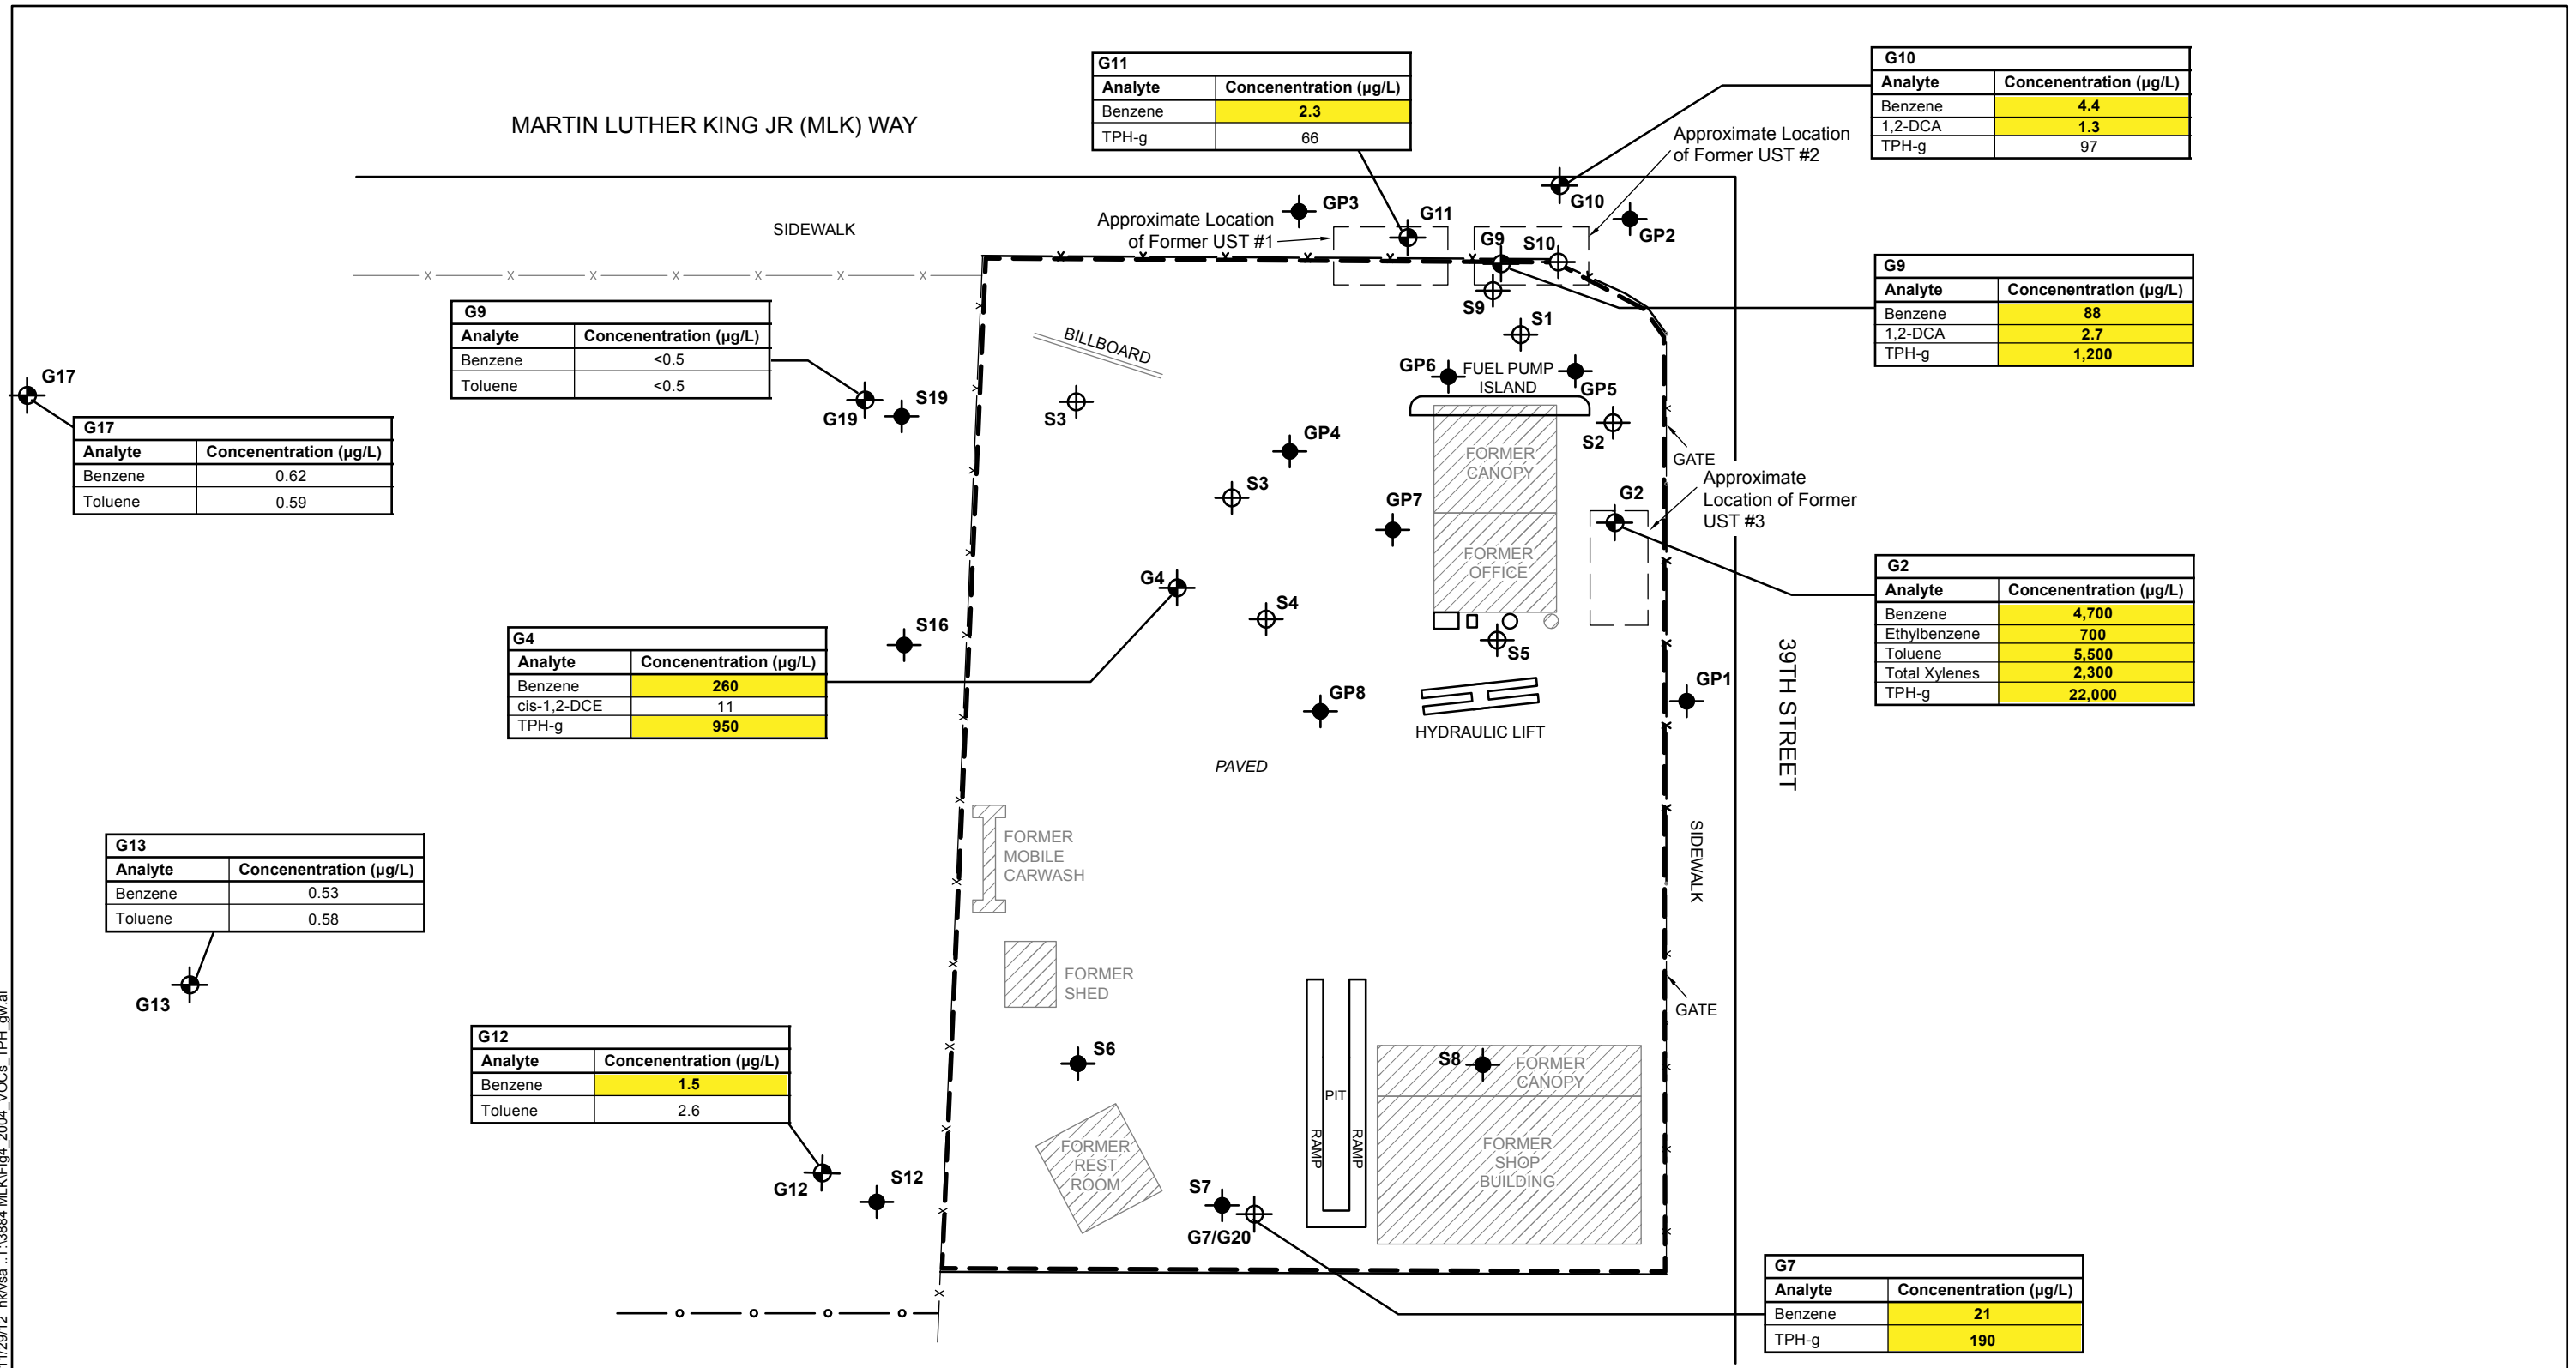 G11
Analyte Concenentration (µg/L)
Benzene 2.3
TPH-g 66
G10
Analyte Concenentration (µg/L)
Benzene 4.4
1,2-DCA 1.3
TPH-g 97
MARTIN LUTHER KING JR (MLK) WAY
Approximate Location
of Former UST #2
G10
GP3
GP2
G11
Approximate Location
of Former UST #1
SIDEWALK
G9
S10
S9
S1
G9
Analyte Concenentration (µg/L)
Benzene 88
1,2-DCA 2.7
TPH-g 1,200
G9
Analyte Concenentration (µg/L)
Benzene <0.5
Toluene <0.5
BILLBOARD
G17
G17
Analyte Concenentration (µg/L)
Benzene 0.62
Toluene 0.59
G19
S19
S3
GP6
FUEL PUMP
ISLAND
GP5
S2
GP4
S3
FORMER
CANOPY
GATE
Approximate
Location of Former
UST #3
G2
GP7
FORMER
OFFICE
G4
S4
S5
G2
Analyte Concenentration (µg/L)
Benzene 4,700
Ethylbenzene 700
Toluene 5,500
Total Xylenes 2,300
TPH-g 22,000
S16
G4
Analyte Concenentration (µg/L)
Benzene 260
cis-1,2-DCE 11
TPH-g 950
GP8
HYDRAULIC LIFT
GP1
39TH STREET
PAVED
SIDEWALK
FORMER
MOBILE
CARWASH
G13
Analyte Concenentration (µg/L)
Benzene 0.53
Toluene 0.58
G13
FORMER
SHED
GATE
G12
Analyte Concenentration (µg/L)
Benzene 1.5
Toluene 2.6
S6
S8
FORMER
CANOPY
PIT
RAMP
RAMP
FORMER
SHOP
BUILDING
FORMER
REST
ROOM
G12
S12
S7
G7/G20
G7
Analyte Concenentration (µg/L)
Benzene 21
TPH-g 190